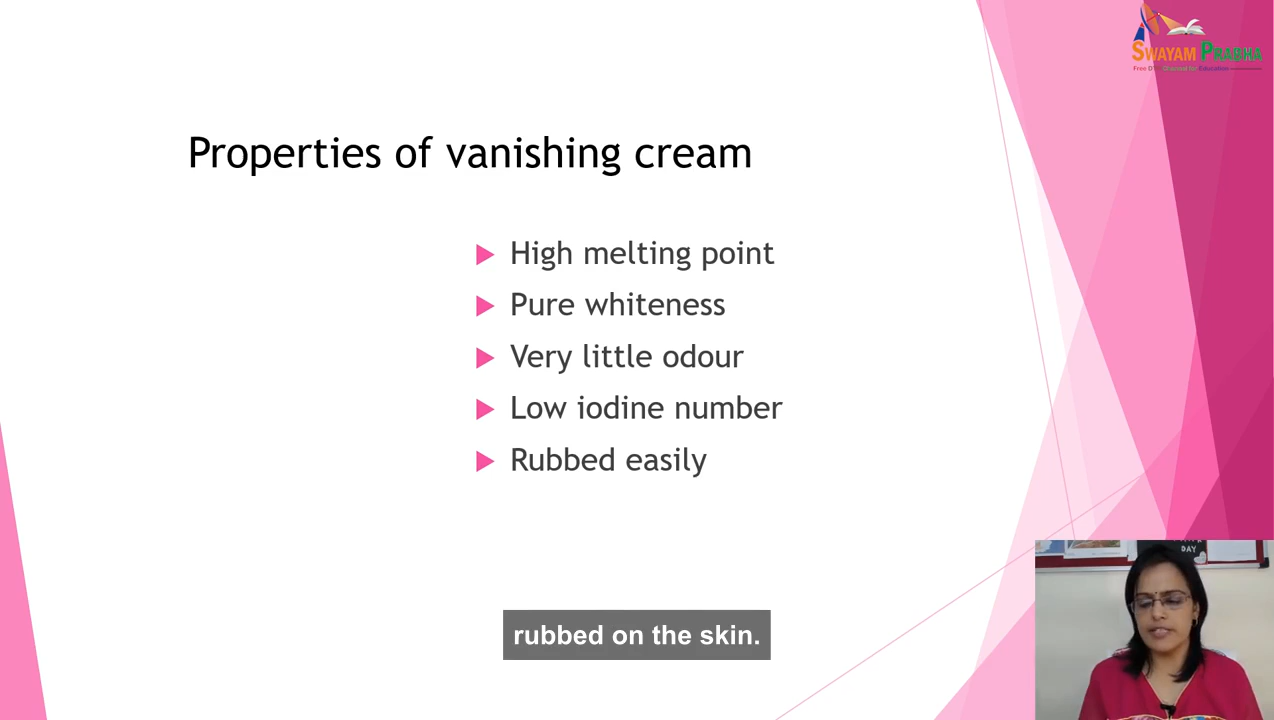 SWAYAM PRABHA
Properties of vanishing cream
High melting point
Pure whiteness
Very little odour
Low iodine number
Rubbed easily
DAY
rubbed on the skin.